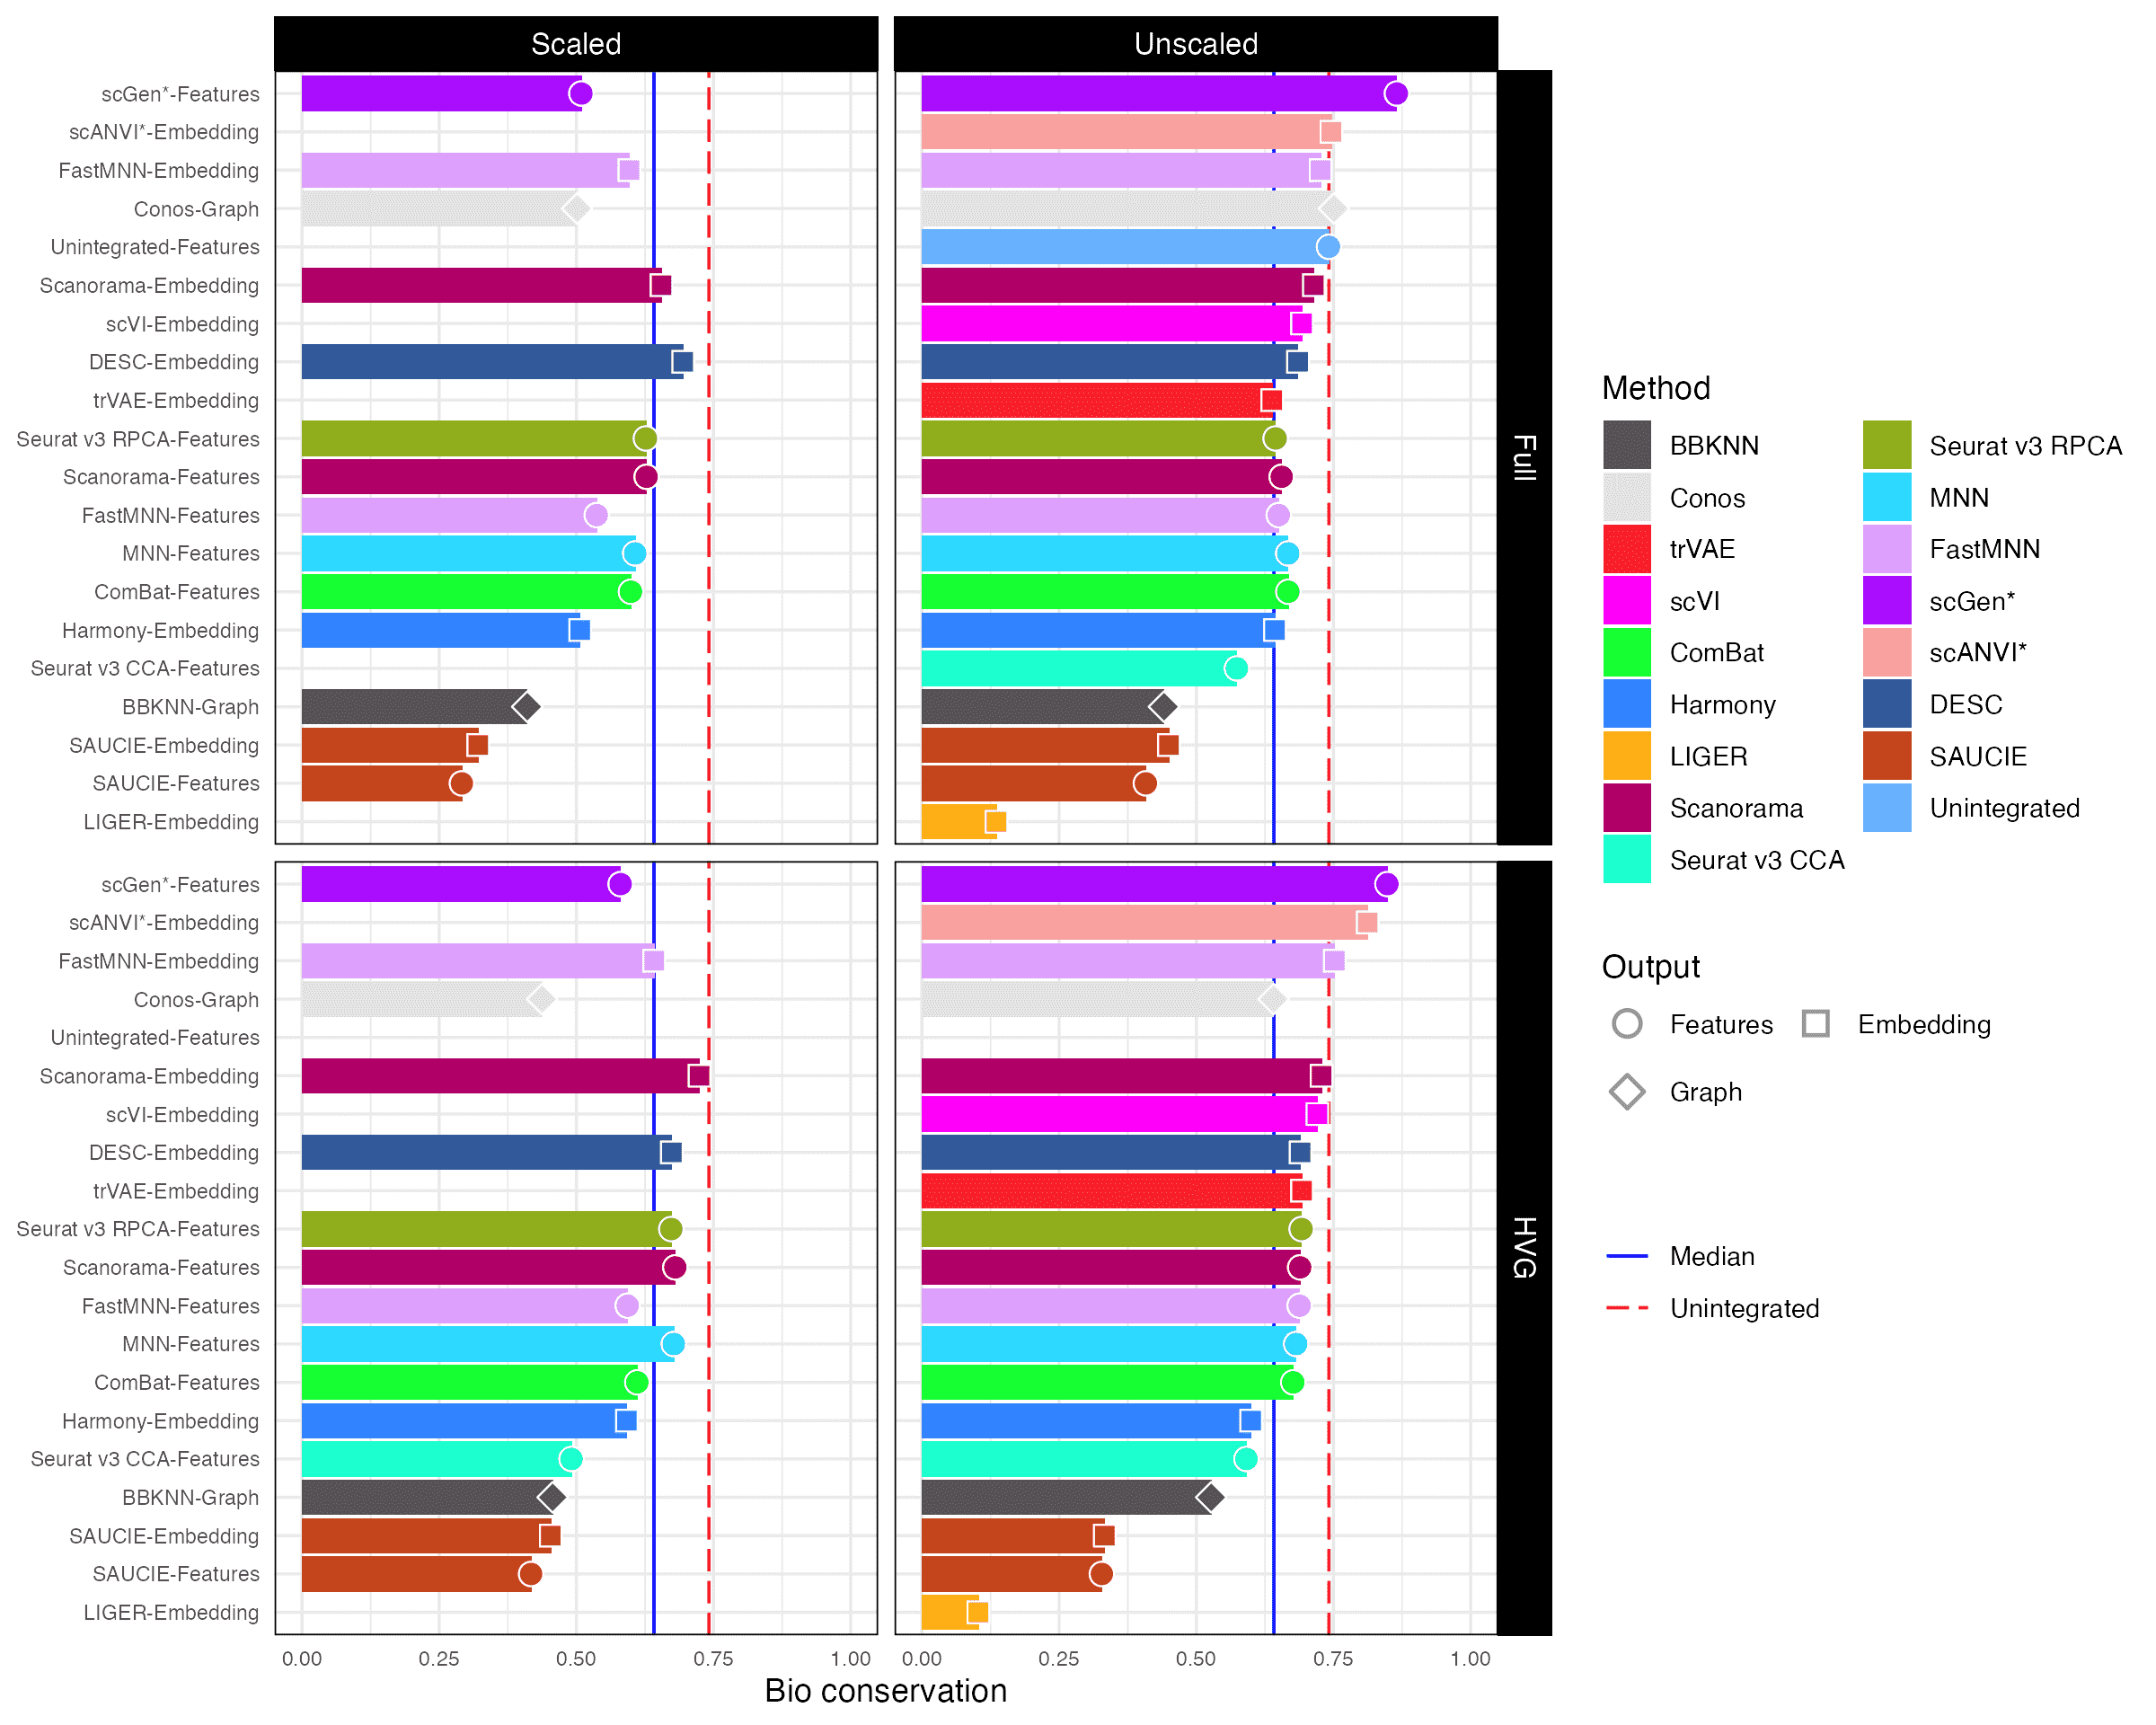 Scaled
Unscaled
scGen*-Features
scANVI*-Embedding
FastMNN-Embedding
Conos-Graph
Unintegrated-Features
Scanorama-Embedding
scVI-Embedding
DESC-Embedding
trVAE-Embedding
Seurat v3 RPCA-Features
Scanorama-Features
FastMNN-Features
MNN-Features
ComBat-Features
Harmony-Embedding
Seurat v3 CCA-Features
BBKNN-Graph
SAUCIE-Embedding
SAUCIE-Features
LIGER-Embedding
Full
scGen*-Features
scANVI*-Embedding
FastMNN-Embedding
Conos-Graph
Unintegrated-Features
Scanorama-Embedding
scVI-Embedding
DESC-Embedding
trVAE-Embedding
Seurat v3 RPCA-Features
Scanorama-Features
FastMNN-Features
MNN-Features
ComBat-Features
Harmony-Embedding
Seurat v3 CCA-Features
BBKNN-Graph
SAUCIE-Embedding
SAUCIE-Features
LIGER-Embedding
HVG
0.00 0.25 0.50 0.75 1.00
0.00 0.25 0.50 0.75 1.00
Bio conservation
Method
BBKNN
Conos
trVAE
scVI
ComBat
Harmony
LIGER
Scanorama
Seurat v3 CCA
Seurat v3 RPCA
MNN
FastMNN
scGen*
scANVI*
DESC
SAUCIE
Unintegrated
Output
Features
Embedding
Graph
Median
Unintegrated